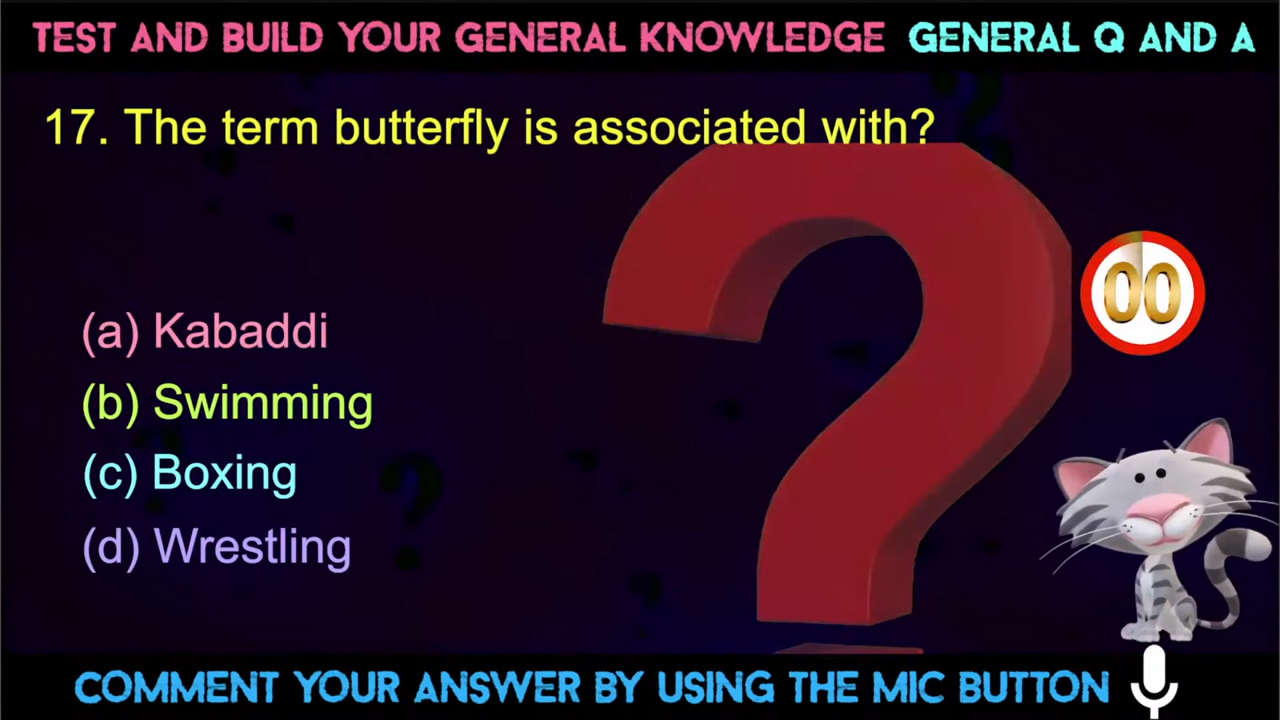 TEST AND BUILD YOUR GENERAL KNOWLEDGE GENERAL Q AND A
17. The term butterfly is associated with?
00
(a) Kabaddi
(b) Swimming
(c) Boxing
(d) Wrestling
COMMENT YOUR ANSWER BY USING THE MIC BUTTON